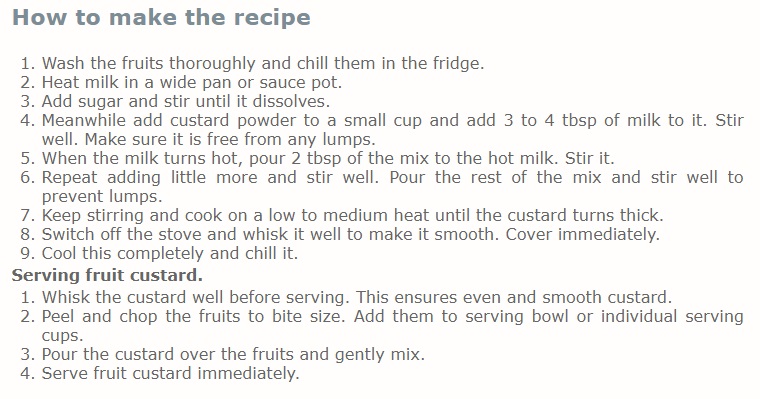 How to make the recipe
1. Wash the fruits thoroughly and chill them in the fridge.
2. Heat milk in a wide pan or sauce pot.
3. Add sugar and stir until it dissolves.
4. Meanwhile add custard powder to a small cup and add 3 to 4 tbsp of milk to it. Stir
well. Make sure it is free from any lumps.
5. When the milk turns hot, pour 2 tbsp of the mix to the hot milk. Stir it.
6. Repeat adding little more and stir well. Pour the rest of the mix and stir well to
prevent lumps.
7. Keep stirring and cook on a low to medium heat until the custard turns thick.
8. Switch off the stove and whisk it well to make it smooth. Cover immediately.
9. Cool this completely and chill it.
Serving fruit custard.
1. Whisk the custard well before serving. This ensures even and smooth custard.
2. Peel and chop the fruits to bite size. Add them to serving bowl or individual serving
cups.
3. Pour the custard over the fruits and gently mix.
4. Serve fruit custard immediately.